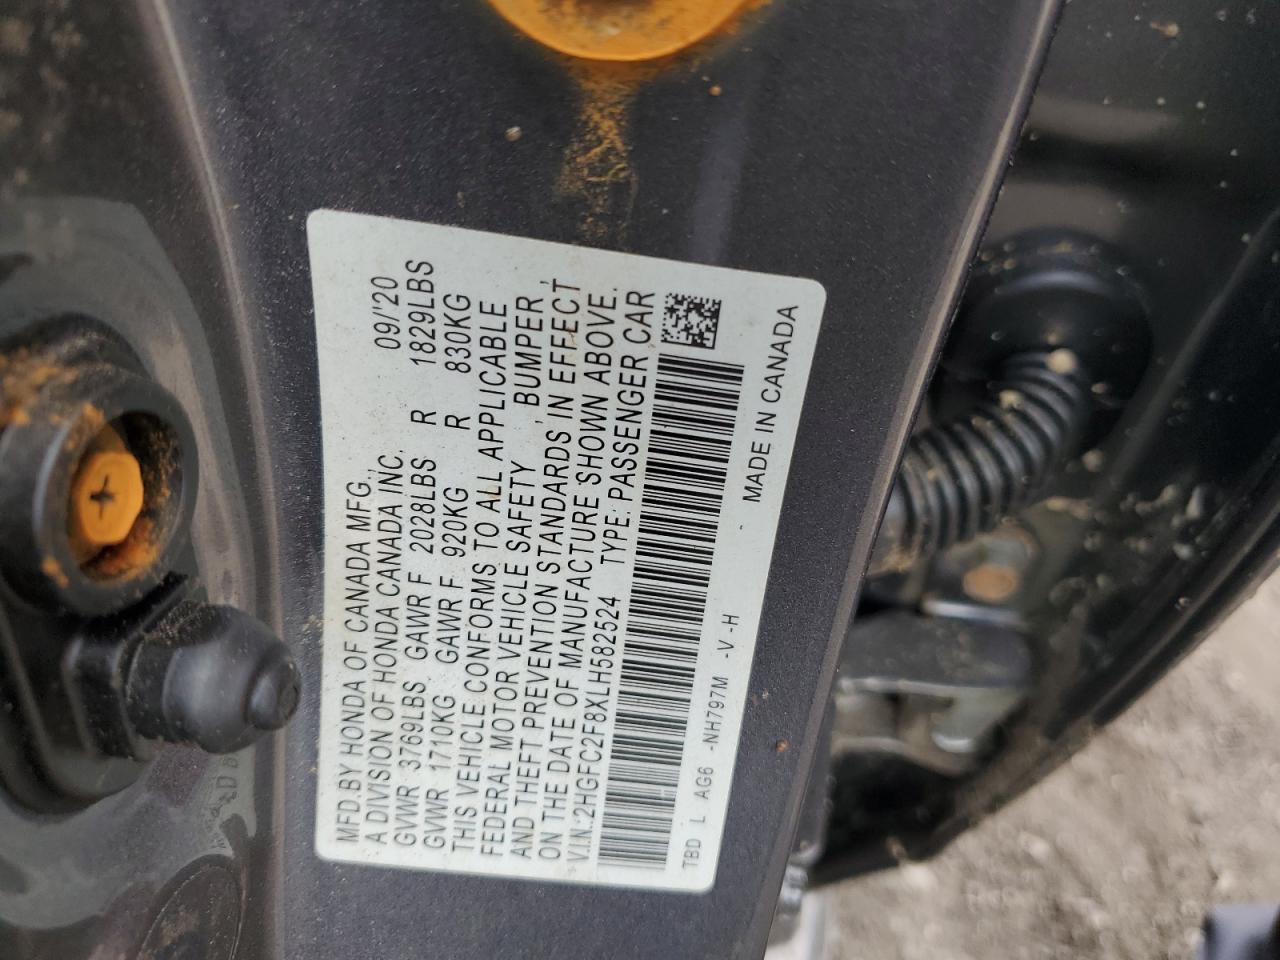 MFD.BY HONDA OF CANADA MFG.,
A DIVISION OF HONDA CANADA INC. 09/'20
GVWR 3769LBS GAWR F 2028LBS R 1829LBS
GVWR 1710KG GAWR F 920KG R 830KG
THIS VEHICLE CONFORMS TO ALL APPLICABLE
FEDERAL MOTOR VEHICLE SAFETY , BUMPER ,
AND THEFT PREVENTION STANDARDS IN EFFECT
ON THE DATE OF MANUFACTURE SHOWN ABOVE.
V.I.N.:2HGFC2F8XLH582524 TYPE: PASSENGER CAR
TBD L AG6 -NH797M -V-H - MADE IN CANADA